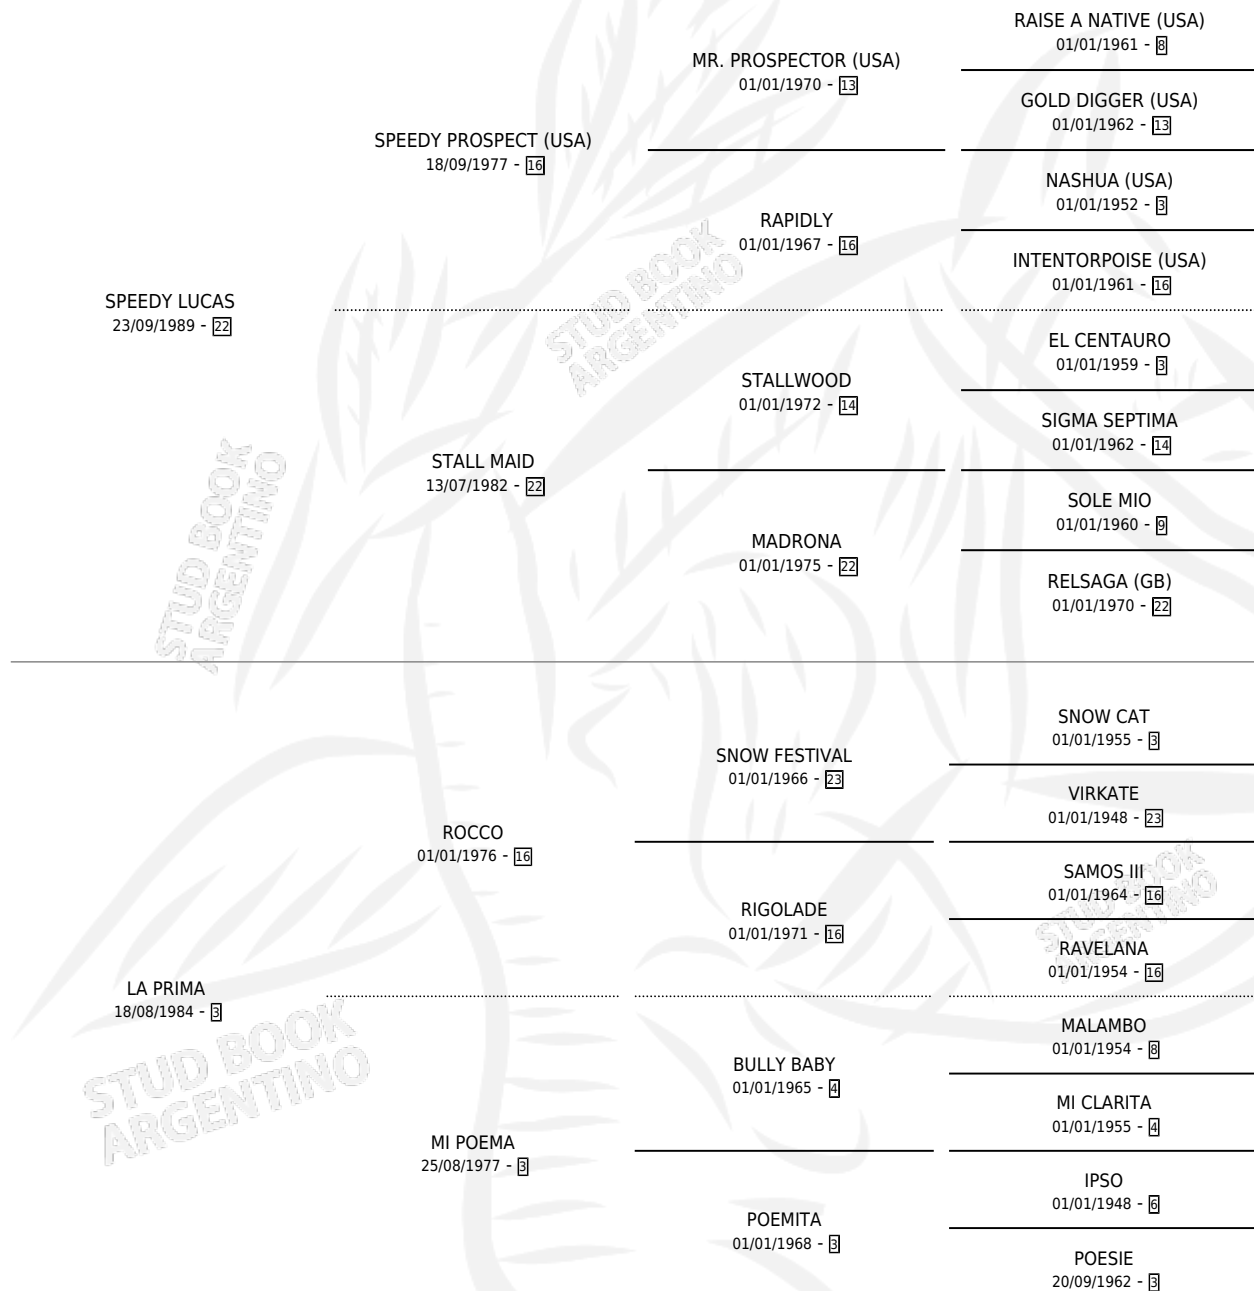 RAISE A NATIVE (USA)
01/01/1961 - 8
MR. PROSPECTOR (USA)
01/01/1970 - 13
GOLD DIGGER (USA)
01/01/1962 - 13
SPEEDY PROSPECT (USA)
18/09/1977 - 16
NASHUA (USA)
01/01/1952 - 3
RAPIDLY
01/01/1967 - 16
INTENTORPOISE (USA)
01/01/1961 - 16
SPEEDY LUCAS
23/09/1989 - 22
EL CENTAURO
01/01/1959 - 3
STALLWOOD
01/01/1972 - 14
SIGMA SEPTIMA
01/01/1962 - 14
STALL MAID
13/07/1982 - 22
SOLE MIO
01/01/1960 - 9
MADRONA
01/01/1975 - 22
RELSAGA (GB)
01/01/1970 - 22
SNOW CAT
01/01/1955 - 3
SNOW FESTIVAL
01/01/1966 - 23
VIRKATE
01/01/1948 - 23
ROCCO
01/01/1976 - 16
SAMOS III
01/01/1964 - 16
RIGOLADE
01/01/1971 - 16
RAVELANA
01/01/1954 - 16
LA PRIMA
18/08/1984 - 3
MALAMBO
01/01/1954 - 8
BULLY BABY
01/01/1965 - 4
MI CLARITA
01/01/1955 - 4
MI POEMA
25/08/1977 - 3
IPSO
01/01/1948 - 6
POEMITA
01/01/1968 - 3
POESIE
20/09/1962 - 3
STUD BOOK
ARGENTINO
STUD BOOK
ARGENTINO
STUD BOOK
ARGENTINO
STUD BOOK
ARGENTINO